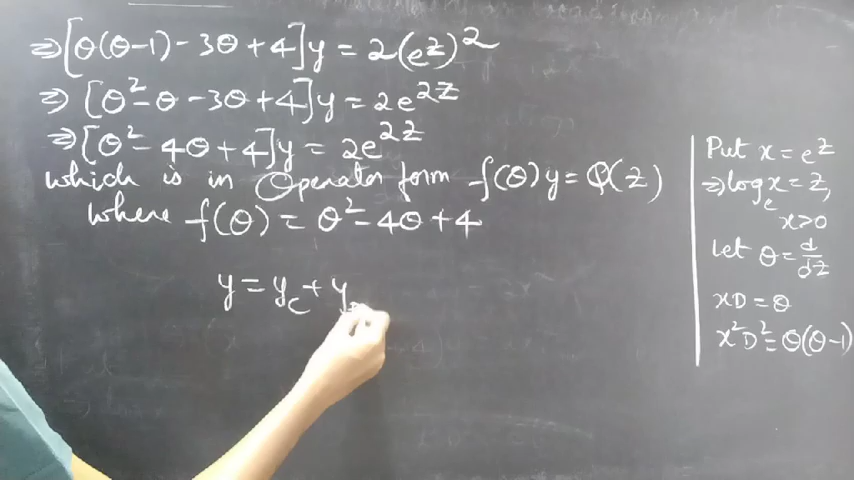 ⇒[θ(θ-1) - 3θ + 4]y = 2(e^z)^2
⇒[θ^2 - θ - 3θ + 4]y = 2e^{2z}
⇒[θ^2 - 4θ + 4]y = 2e^{2z}
which is in Operator form f(θ)y = Q(z)
where f(θ) = θ^2 - 4θ + 4
y = y_c + y
Put x = e^z
⇒ log_e x = z,
x>0
Let θ = d/dz
xD = θ
x^2D^2 = θ(θ-1)